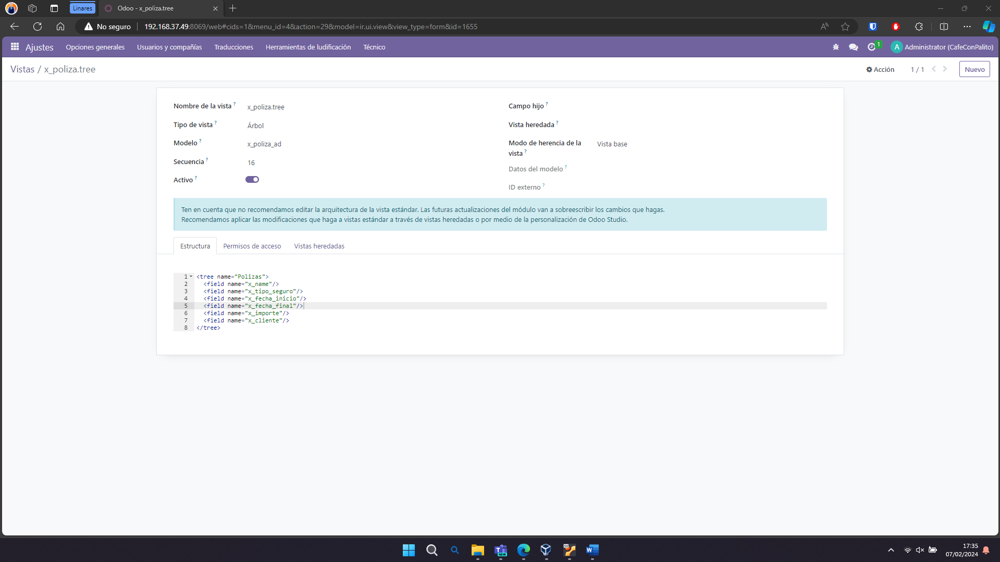 Linares
Odoo - x_poliza.tree
No seguro
192.168.37.49:8069/web#cids=1&menu_id=4&action=29&model=ir.ui.view&view_type=form&id=1655
Ajustes
Opciones generales
Usuarios y compañías
Traducciones
Herramientas de ludificación
Técnico
1
A
Administrator (CafeConPalito)
Vistas / x_poliza.tree
Acción
1 / 1
Nuevo
Nombre de la vista ?
x_poliza.tree
Tipo de vista ?
Árbol
Modelo ?
x_poliza_ad
Secuencia ?
16
Activo ?
Campo hijo ?
Vista heredada ?
Modo de herencia de la
vista ?
Vista base
Datos del modelo ?
ID externo ?
Ten en cuenta que no recomendamos editar la arquitectura de la vista estándar. Las futuras actualizaciones del módulo van a sobreescribir los cambios que hagas.
Recomendamos aplicar las modificaciones que haga a vistas estándar a través de vistas heredadas o por medio de la personalización de Odoo Studio.
Estructura
Permisos de acceso
Vistas heredadas
1 <tree name="Polizas">
2 <field name="x_name"/>
3 <field name="x_tipo_seguro"/>
4 <field name="x_fecha_inicio"/>
5 <field name="x_fecha_final"/>
6 <field name="x_importe"/>
7 <field name="x_cliente"/>
8 </tree>
NEW
64
17:35
07/02/2024